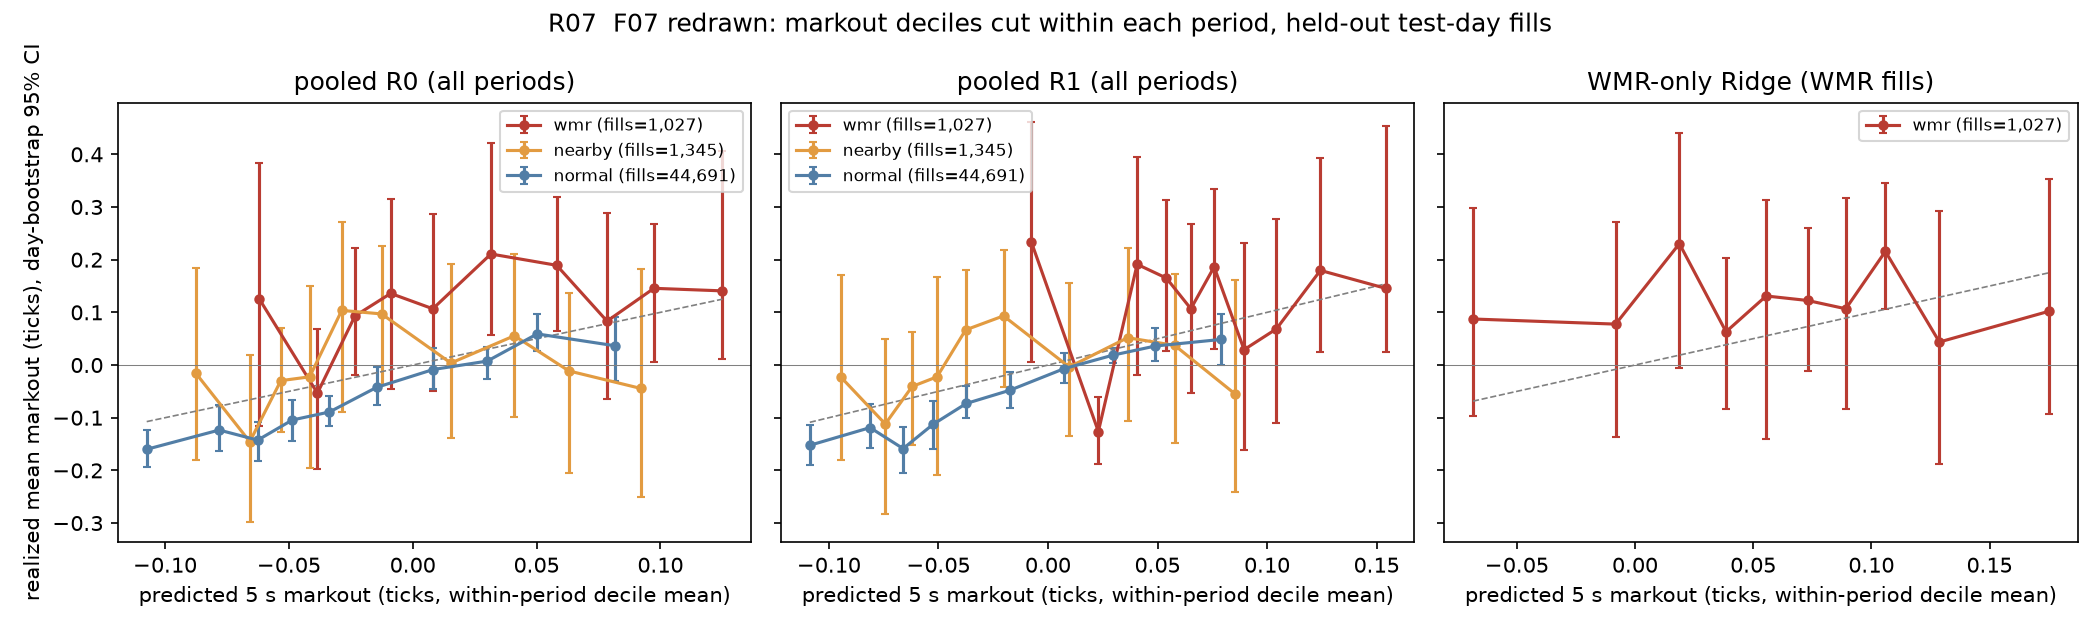 R07  F07 redrawn: markout deciles cut within each period, held-out test-day fills
realized mean markout (ticks), day-bootstrap 95% CI
pooled R0 (all periods)
wmr (fills=1,027)
nearby (fills=1,345)
normal (fills=44,691)
0.4
0.3
0.2
0.1
0.0
−0.1
−0.2
−0.3
−0.10 −0.05 0.00 0.05 0.10
predicted 5 s markout (ticks, within-period decile mean)
pooled R1 (all periods)
wmr (fills=1,027)
nearby (fills=1,345)
normal (fills=44,691)
−0.10 −0.05 0.00 0.05 0.10 0.15
predicted 5 s markout (ticks, within-period decile mean)
WMR-only Ridge (WMR fills)
wmr (fills=1,027)
−0.05 0.00 0.05 0.10 0.15
predicted 5 s markout (ticks, within-period decile mean)